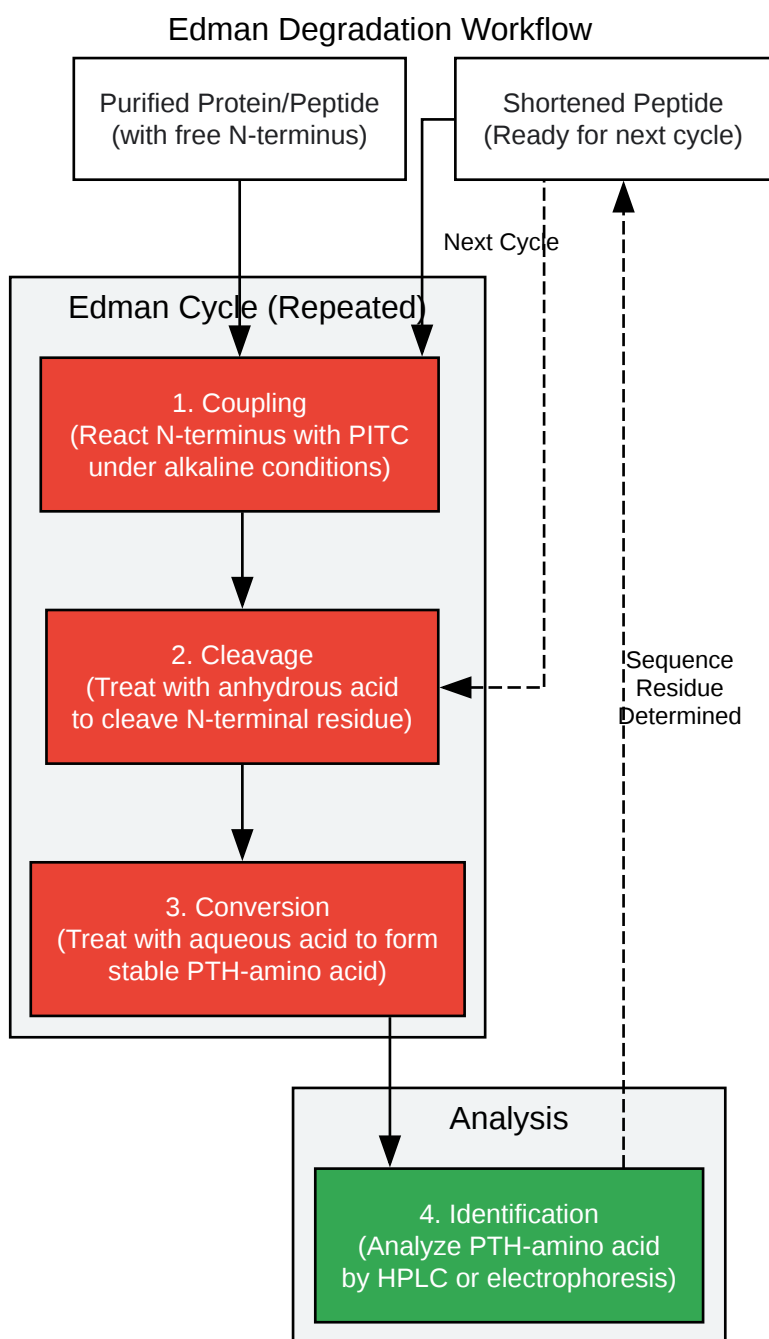 Edman Degradation Workflow
Purified Protein/Peptide
(with free N-terminus)
Shortened Peptide
(Ready for next cycle)
Next Cycle
Edman Cycle (Repeated)
1. Coupling
(React N-terminus with PITC
under alkaline conditions)
2. Cleavage
(Treat with anhydrous acid
to cleave N-terminal residue)
Sequence
Residue
Determined
3. Conversion
(Treat with aqueous acid to form
stable PTH-amino acid)
Analysis
4. Identification
(Analyze PTH-amino acid
by HPLC or electrophoresis)